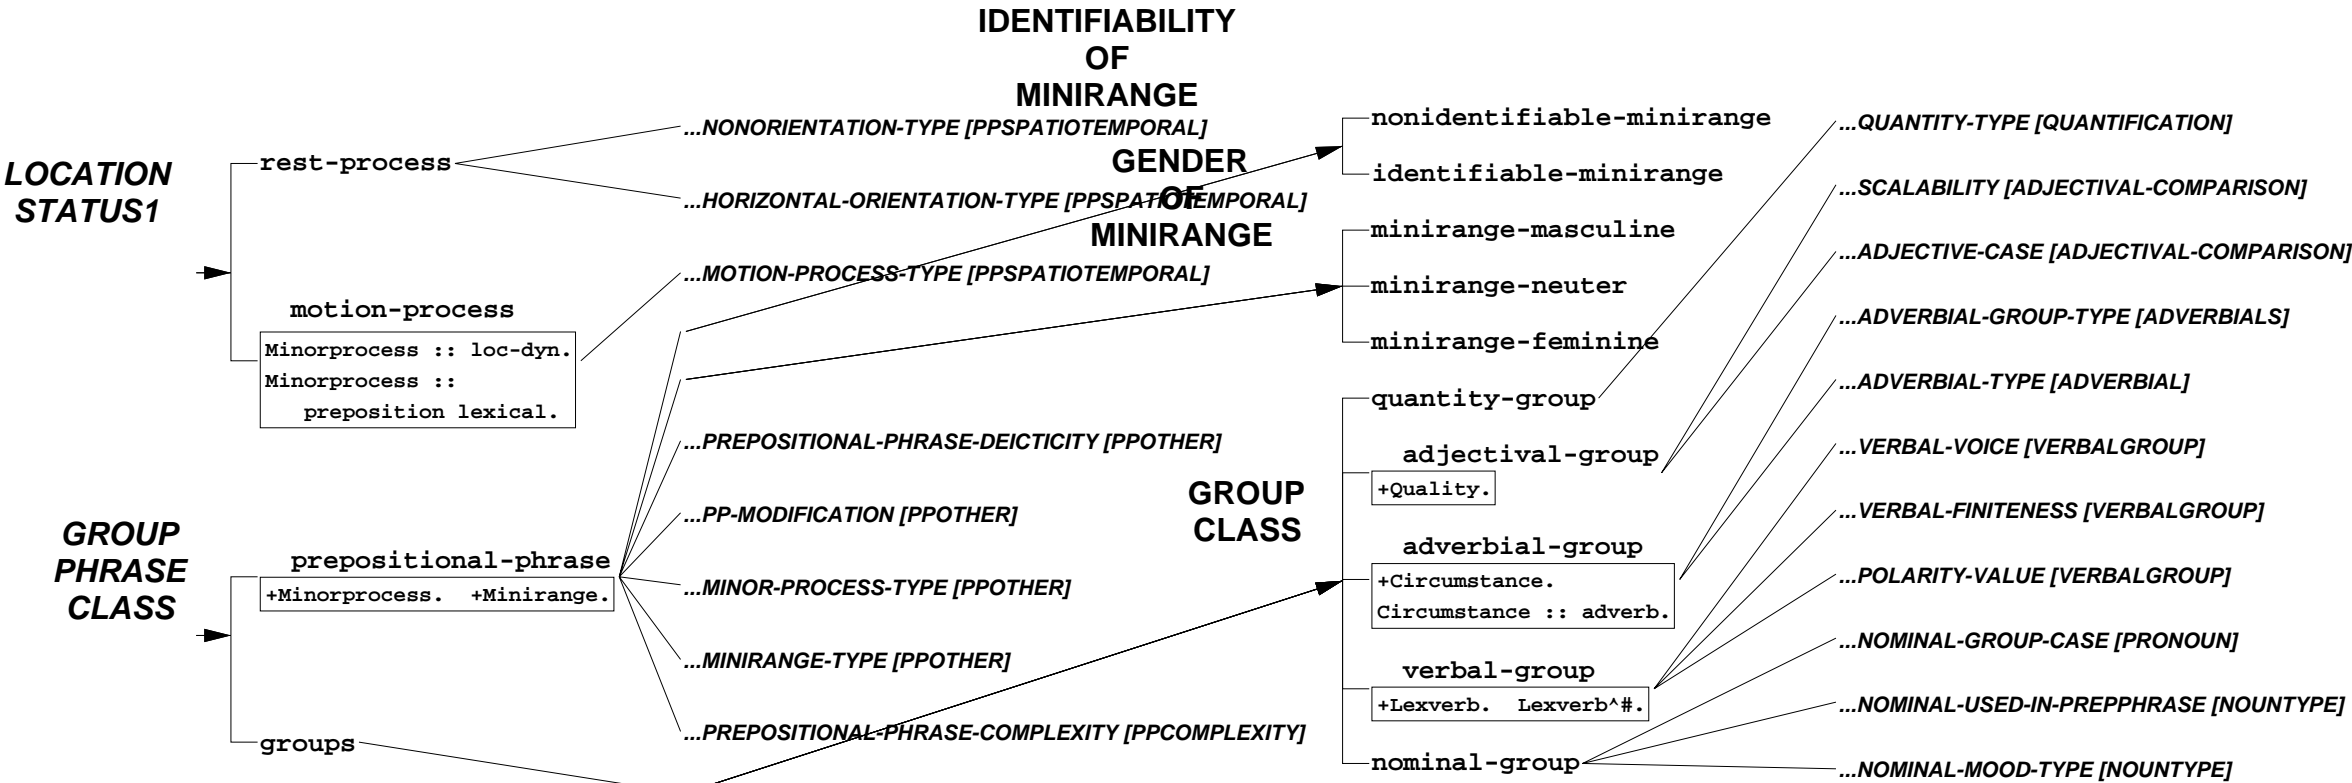 IDENTIFIABILITY
OF
MINIRANGE
LOCATION
STATUS1
rest-process
...NONORIENTATION-TYPE [PPSPATIOTEMPORAL]
...HORIZONTAL-ORIENTATION-TYPE [PPSPATIOTEMPORAL]
motion-process
Minorprocess :: loc-dyn.
Minorprocess ::
preposition lexical.
...MOTION-PROCESS-TYPE [PPSPATIOTEMPORAL]
GROUP
PHRASE
CLASS
prepositional-phrase
+Minorprocess. +Minirange.
groups
...PREPOSITIONAL-PHRASE-DEICTICITY [PPOTHER]
...PP-MODIFICATION [PPOTHER]
...MINOR-PROCESS-TYPE [PPOTHER]
...MINIRANGE-TYPE [PPOTHER]
...PREPOSITIONAL-PHRASE-COMPLEXITY [PPCOMPLEXITY]
nonidentifiable-minirange
identifiable-minirange
GENDER
OF
MINIRANGE
minirange-masculine
minirange-neuter
minirange-feminine
GROUP
CLASS
quantity-group
adjectival-group
+Quality.
adverbial-group
+Circumstance.
Circumstance :: adverb.
verbal-group
+Lexverb. Lexverb^#.
nominal-group
...QUANTITY-TYPE [QUANTIFICATION]
...SCALABILITY [ADJECTIVAL-COMPARISON]
...ADJECTIVE-CASE [ADJECTIVAL-COMPARISON]
...ADVERBIAL-GROUP-TYPE [ADVERBIALS]
...ADVERBIAL-TYPE [ADVERBIAL]
...VERBAL-VOICE [VERBALGROUP]
...VERBAL-FINITENESS [VERBALGROUP]
...POLARITY-VALUE [VERBALGROUP]
...NOMINAL-GROUP-CASE [PRONOUN]
...NOMINAL-USED-IN-PREPPHRASE [NOUNTYPE]
...NOMINAL-MOOD-TYPE [NOUNTYPE]